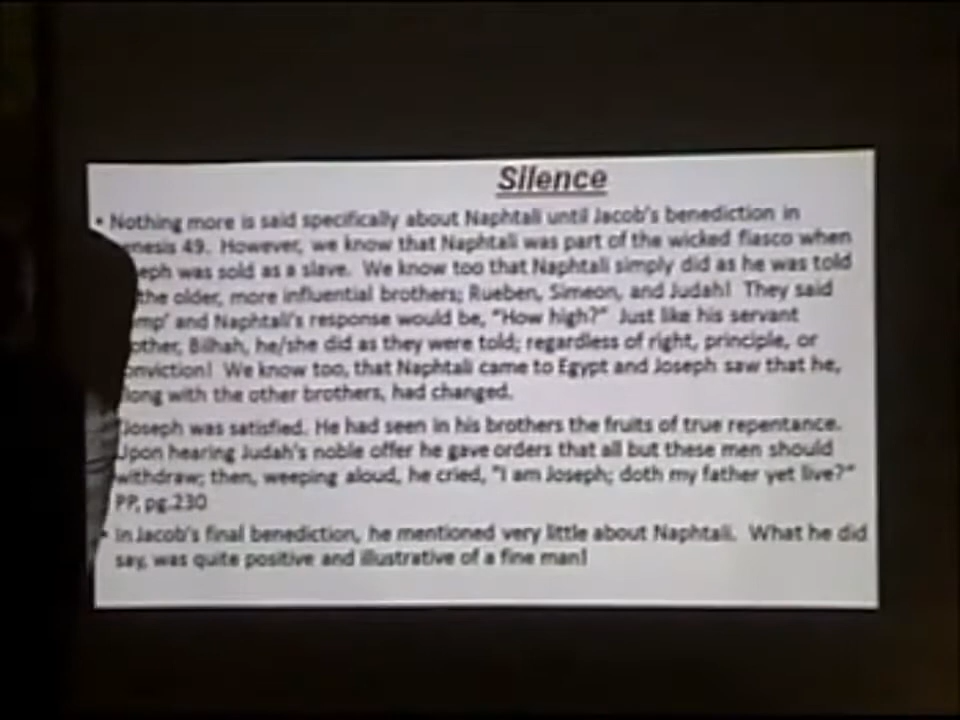 Silence
• Nothing more is said specifically about Naphtali until Jacob's benediction in
nesis 49. However, we know that Naphtali was part of the wicked fiasco when
eph was sold as a slave. We know too that Naphtali simply did as he was told
the older, more influential brothers; Rueben, Simeon, and Judah! They said
mp' and Naphtali's response would be, "How high?" Just like his servant
other, Bilhah, he/she did as they were told; regardless of right, principle, or
onviction! We know too, that Naphtali came to Egypt and Joseph saw that he,
long with the other brothers, had changed.
"Joseph was satisfied. He had seen in his brothers the fruits of true repentance.
Upon hearing Judah's noble offer he gave orders that all but these men should
withdraw; then, weeping aloud, he cried, "I am Joseph; doth my father yet live?"
PP, pg.230
• In Jacob's final benediction, he mentioned very little about Naphtali. What he did
say, was quite positive and illustrative of a fine man!